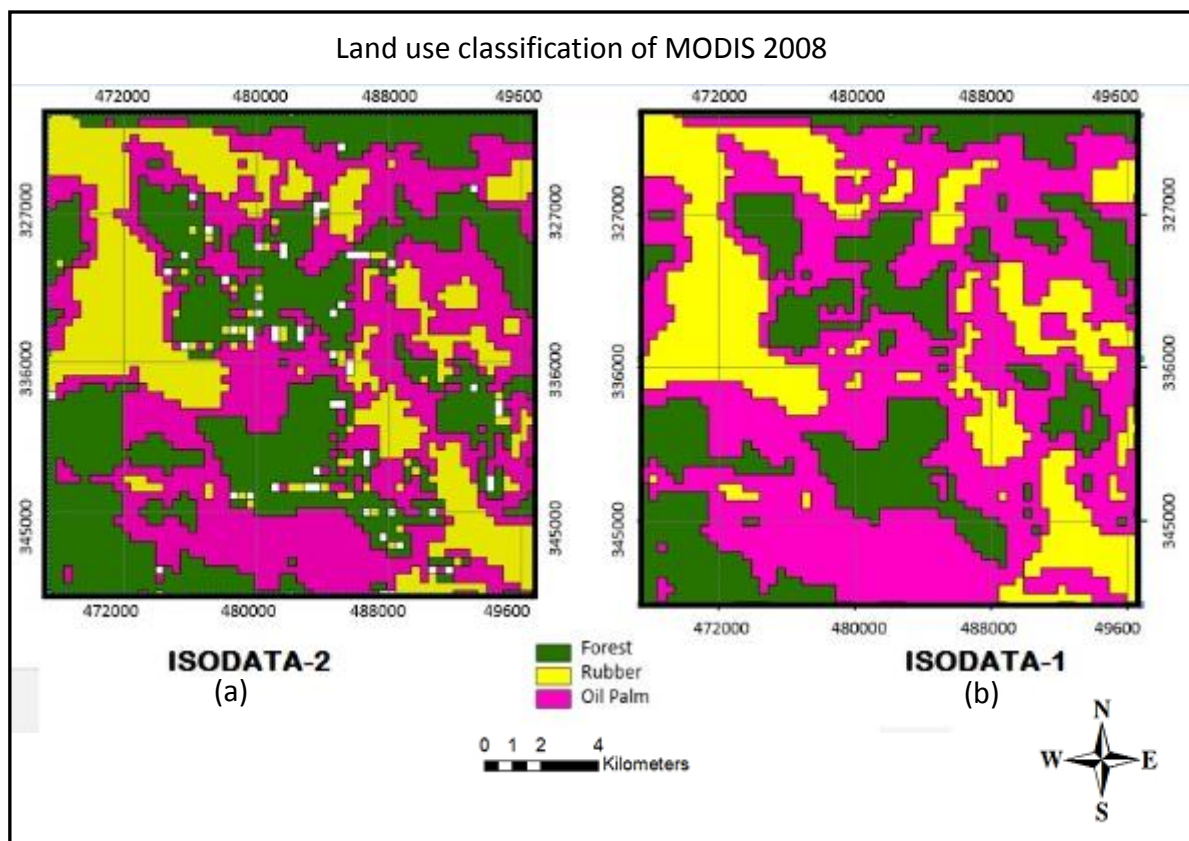 Land use classification of MODIS 2008
472000 480000 488000 49600
472000 480000 488000 49600
327000
336000
345000
327000
336000
345000
327000
336000
345000
472000 480000 488000 49600
472000 480000 488000 49600
ISODATA-2
(a)
Forest
Rubber
Oil Palm
ISODATA-1
(b)
0 1 2 4
Kilometers
N
W E
S